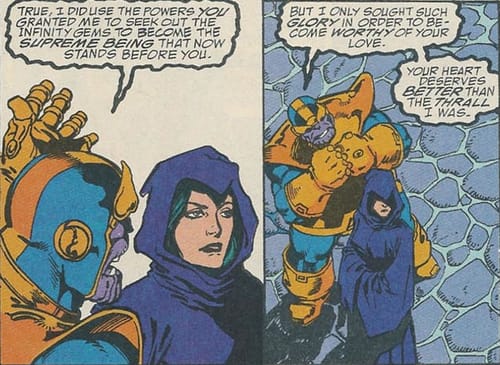 TRUE, I DID USE THE POWERS YOU
GRANTED ME TO SEEK OUT THE
INFINITY GEMS TO BECOME THE
SUPREME BEING THAT NOW
STANDS BEFORE YOU.
BUT I ONLY SOUGHT SUCH
GLORY IN ORDER TO BE-
COME WORTHY OF YOUR
LOVE.
YOUR HEART
DESERVES
BETTER THAN
THE THRALL
I WAS.